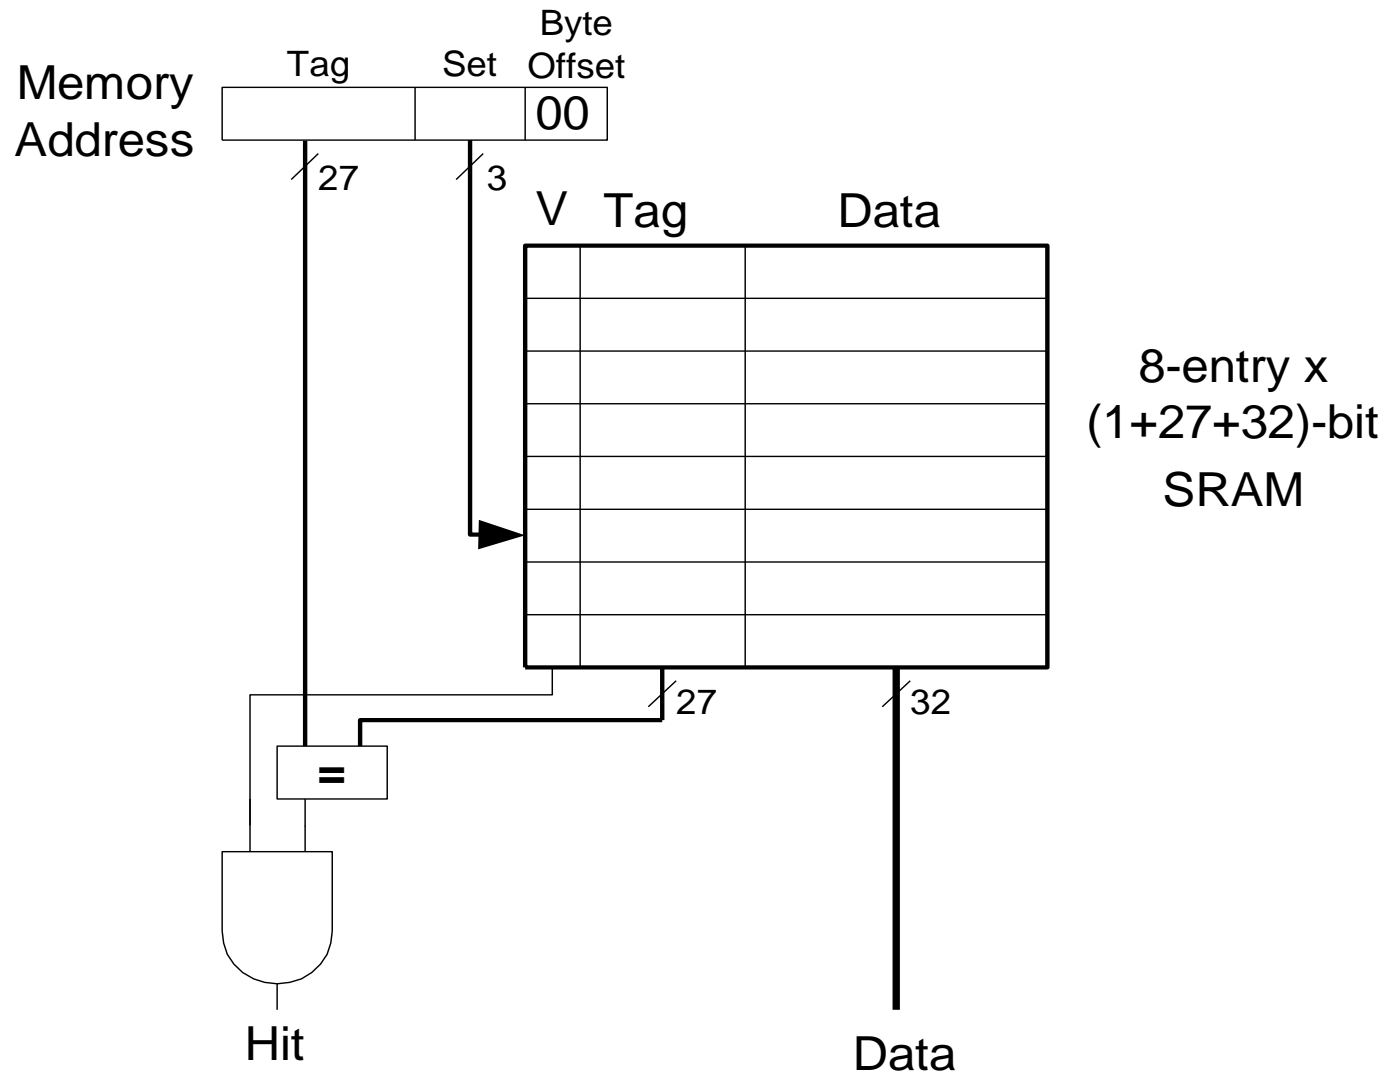 Byte
Tag Set Offset
Memory
Address
00
27
3
V Tag Data
8-entry x
(1+27+32)-bit
SRAM
27
32
=
Hit
Data